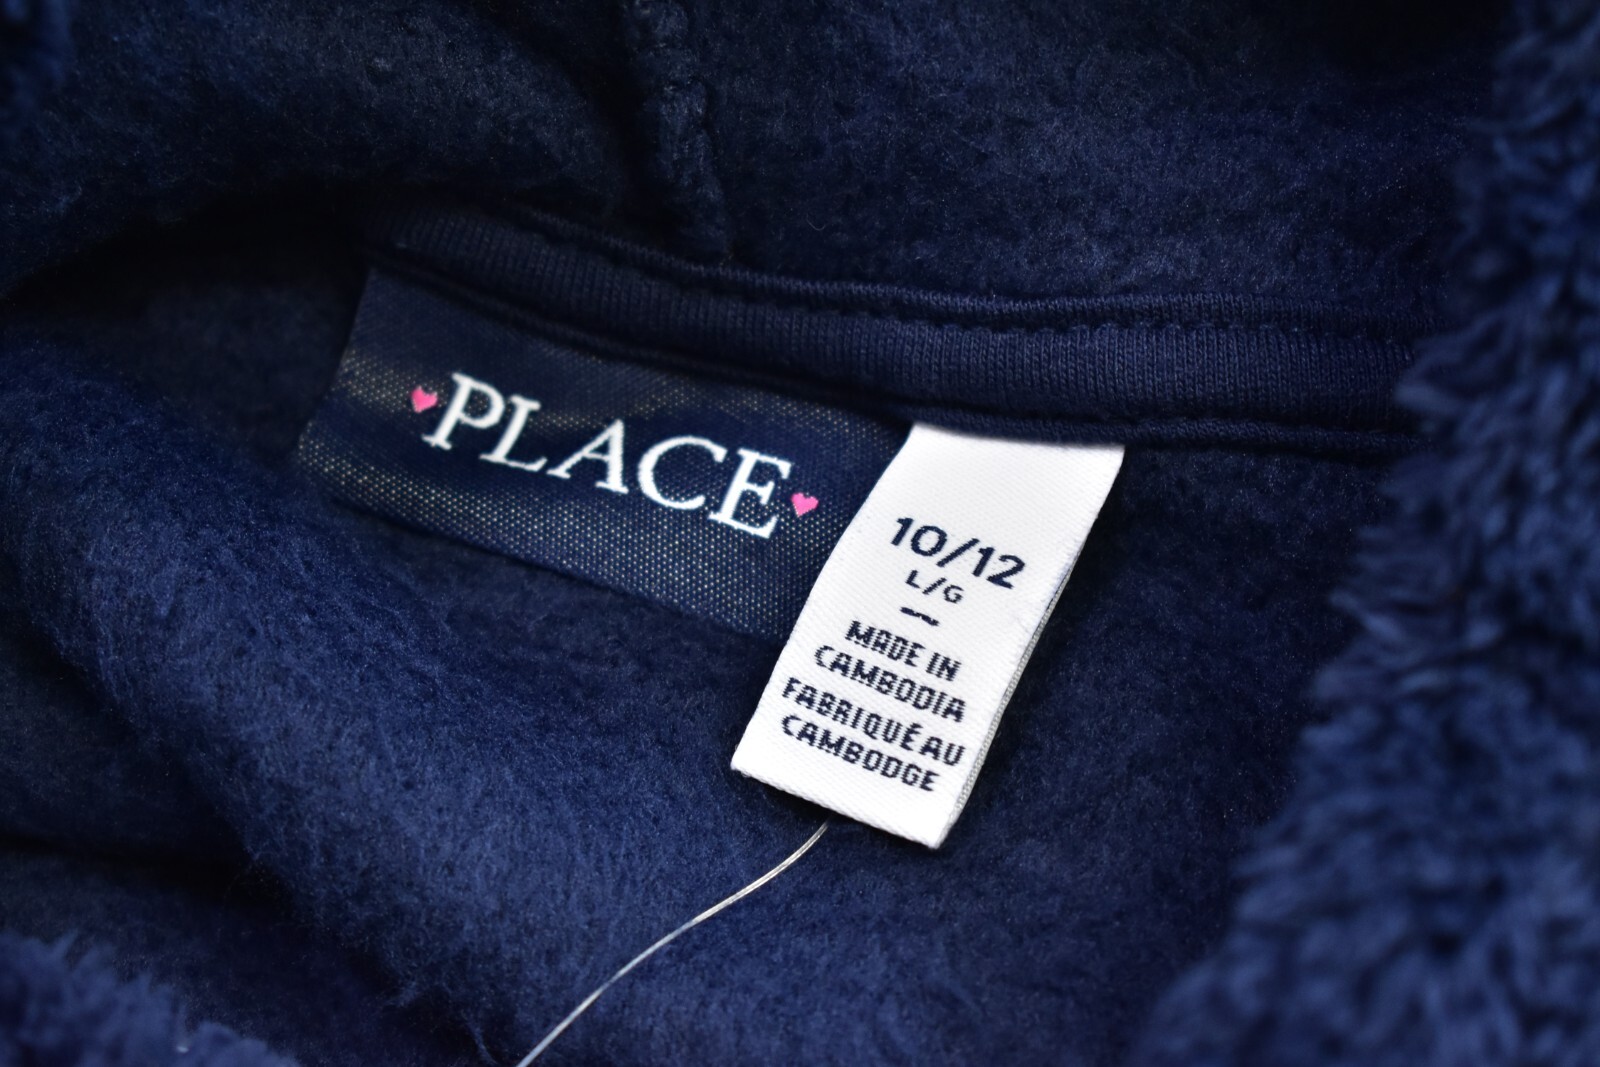 PLACE
10/12
L/G
MADE IN
CAMBODIA
FABRIQUÉ AU
CAMBODGE